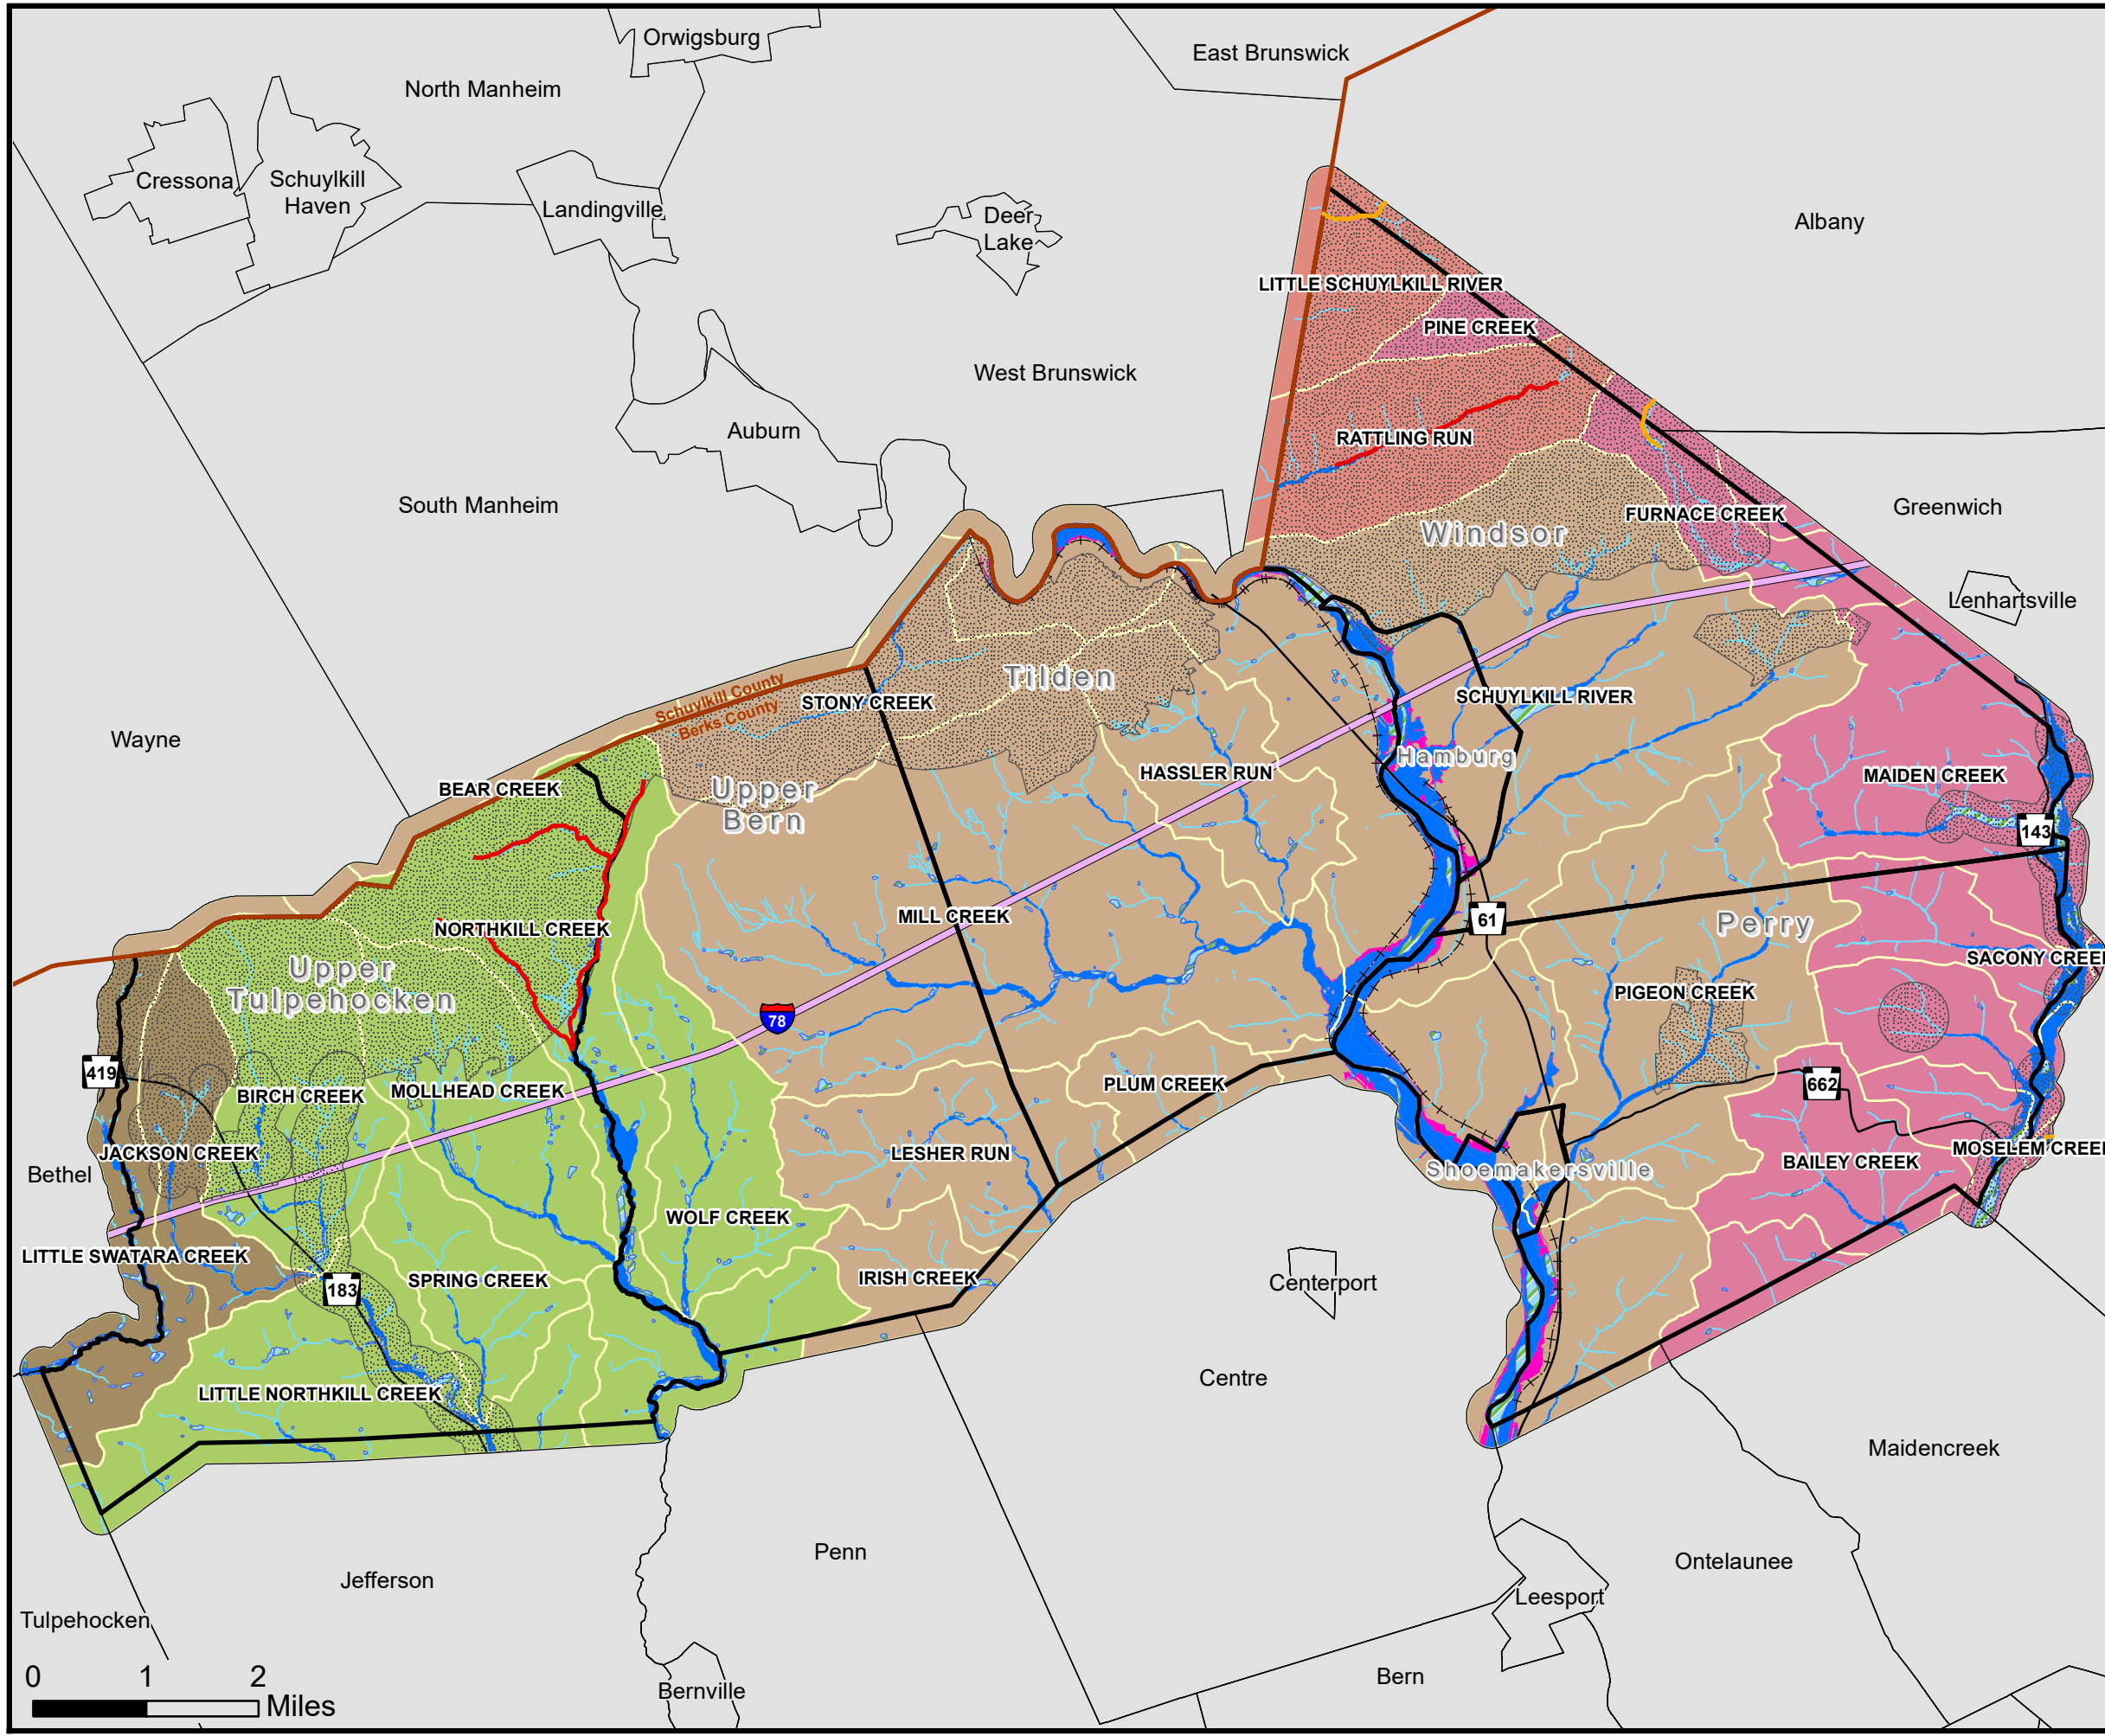 Orwigsburg
East Brunswick
North Manheim
Cressona
Schuylkill
Haven
Landingville
Deer
Lake
Albany
LITTLE SCHUYLKILL RIVER
PINE CREEK
West Brunswick
Auburn
RATTLING RUN
South Manheim
Greenwich
FURNACE CREEK
Windsor
Lenhartsville
Tilden
Schuylkill County
Berks County
STONY CREEK
SCHUYLKILL RIVER
Wayne
Hamburg
HASSLER RUN
MAIDEN CREEK
BEAR CREEK
Upper
Bern
143
MILL CREEK
61
Perry
NORTHKILL CREEK
SACONY CREE
Upper
Tulpehocken
PIGEON CREEK
78
419
662
PLUM CREEK
MOLLHEAD CREEK
BIRCH CREEK
JACKSON CREEK
LESHER RUN
MOSELEM CREE
BAILEY CREEK
Shoemakersville
Bethel
WOLF CREEK
LITTLE SWATARA CREEK
SPRING CREEK
IRISH CREEK
Centerport
183
Centre
LITTLE NORTHKILL CREEK
Maidencreek
Penn
Ontelaunee
Jefferson
Leesport
Tulpehocken
Bern
Bernville
0 1 2
Miles